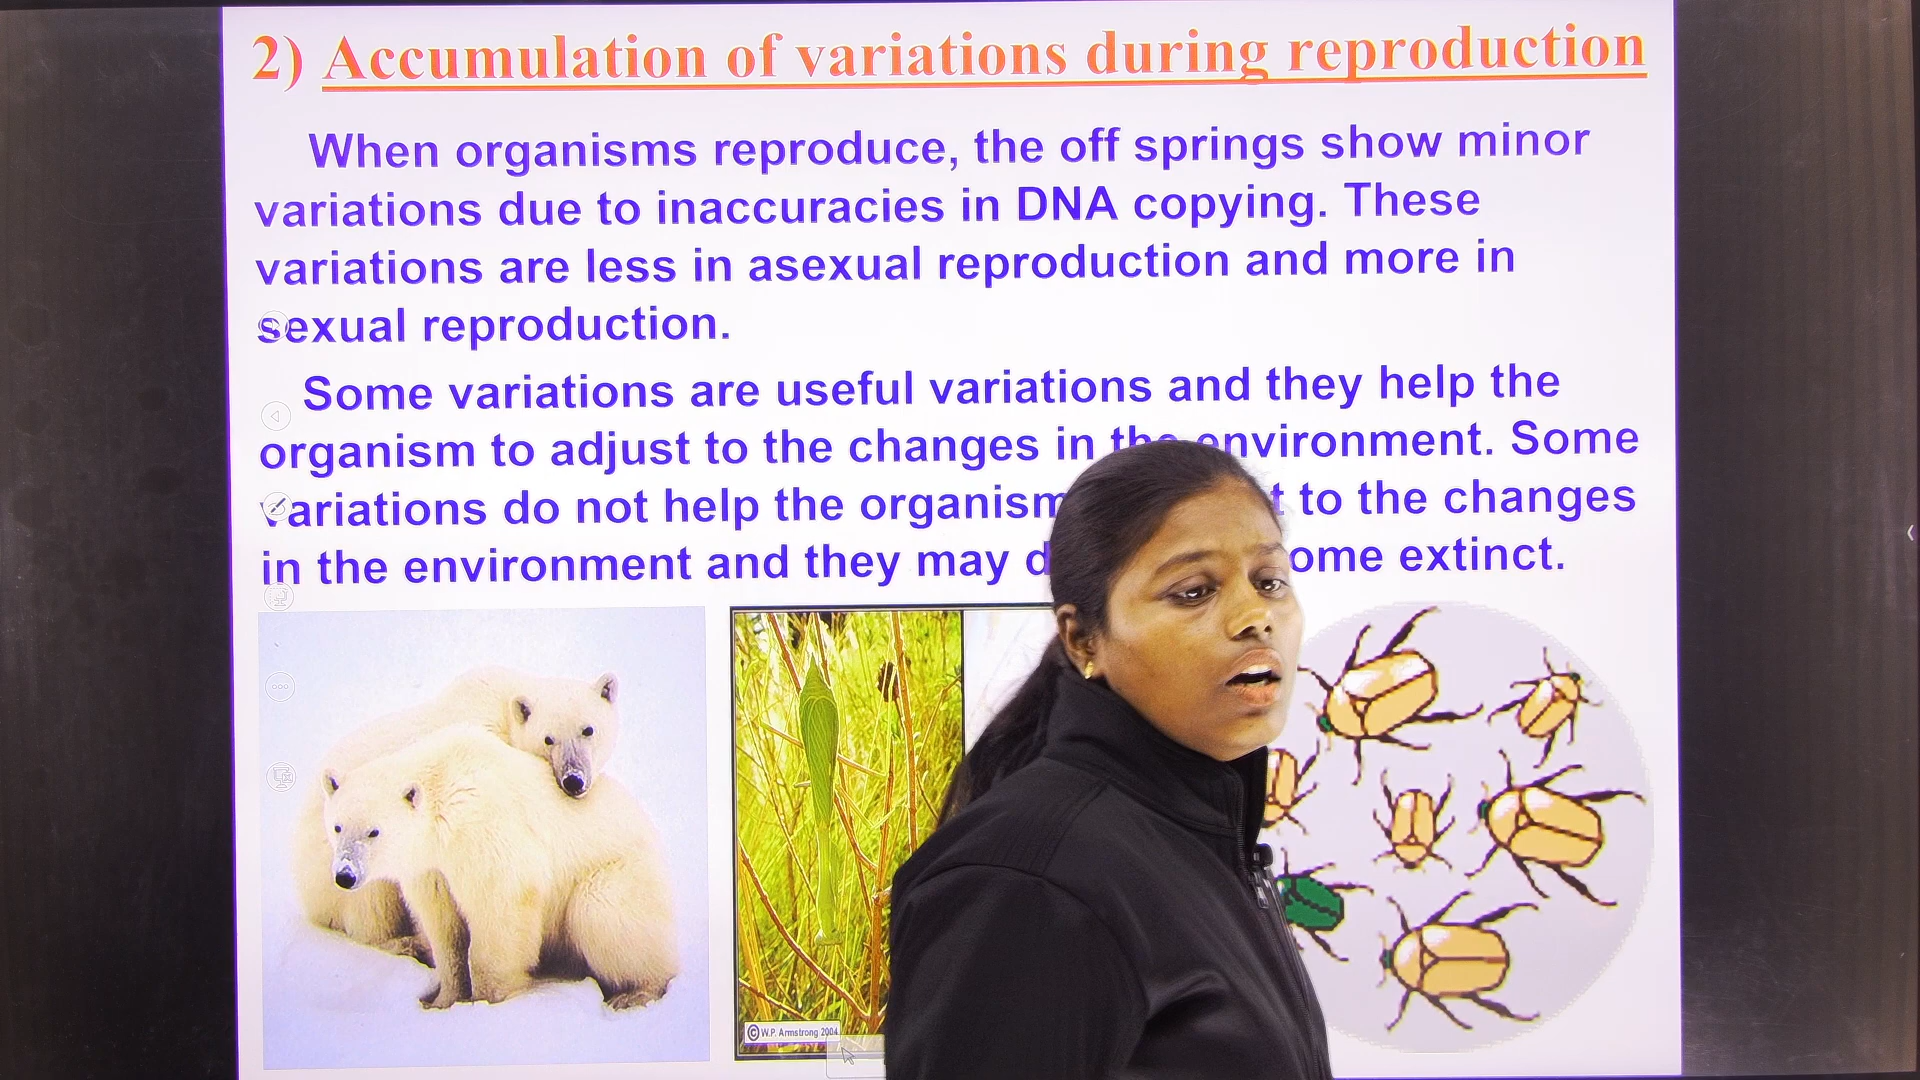 2) Accumulation of variations during reproduction
When organisms reproduce, the off springs show minor
variations due to inaccuracies in DNA copying. These
variations are less in asexual reproduction and more in
sexual reproduction.
Some variations are useful variations and they help the
organism to adjust to the changes in the environment. Some
variations do not help the organism to the changes
in the environment and they may extinct.
© W.P. Armstrong 2004